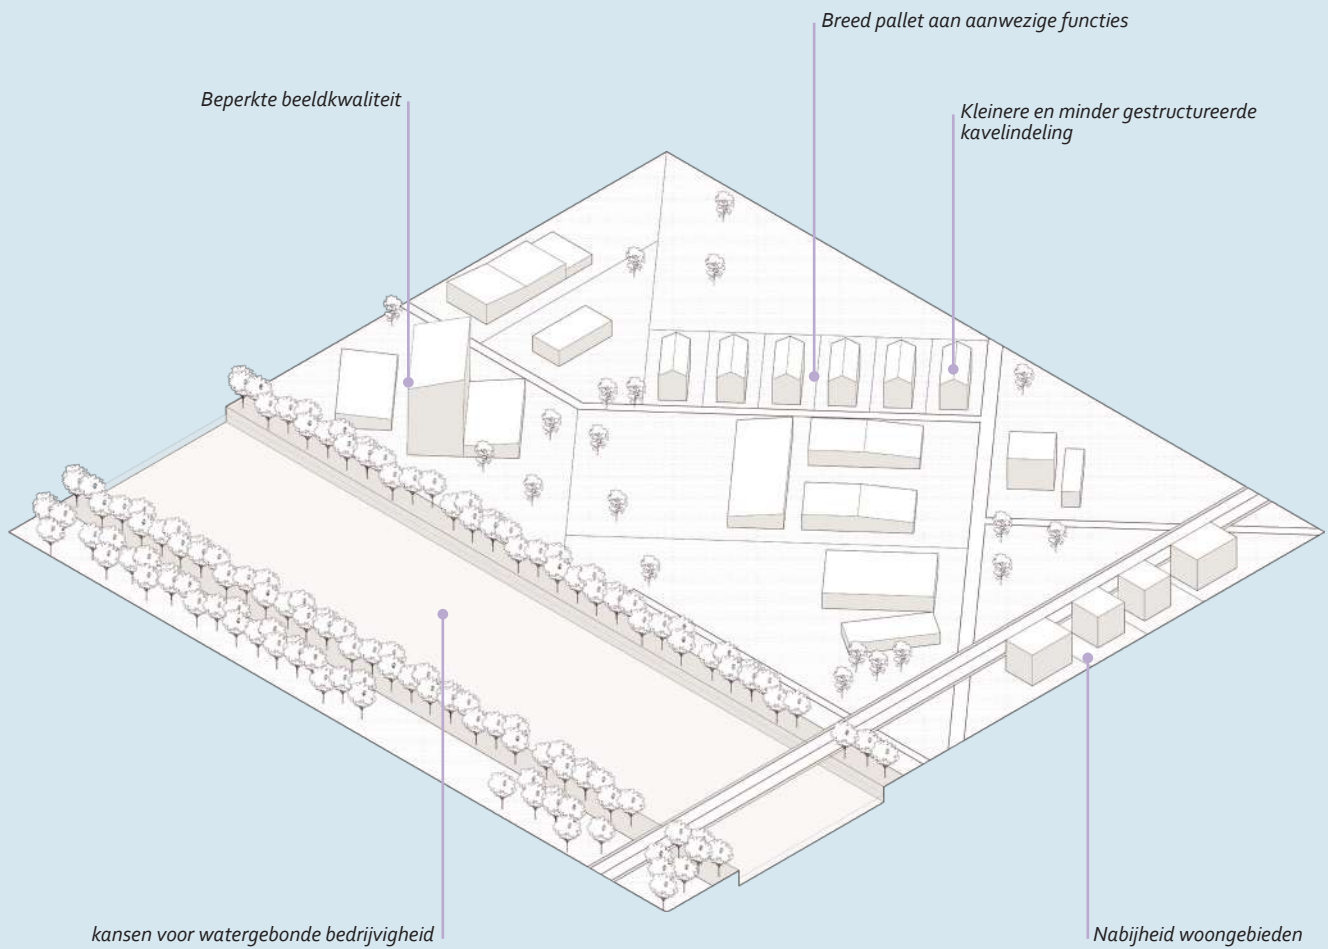 Breed pallet aan aanwezige functies
Beperkte beeldkwaliteit
Kleinere en minder gestructureerde
kavelindeling
kansen voor watergebonde bedrijvigheid
Nabijheid woongebieden